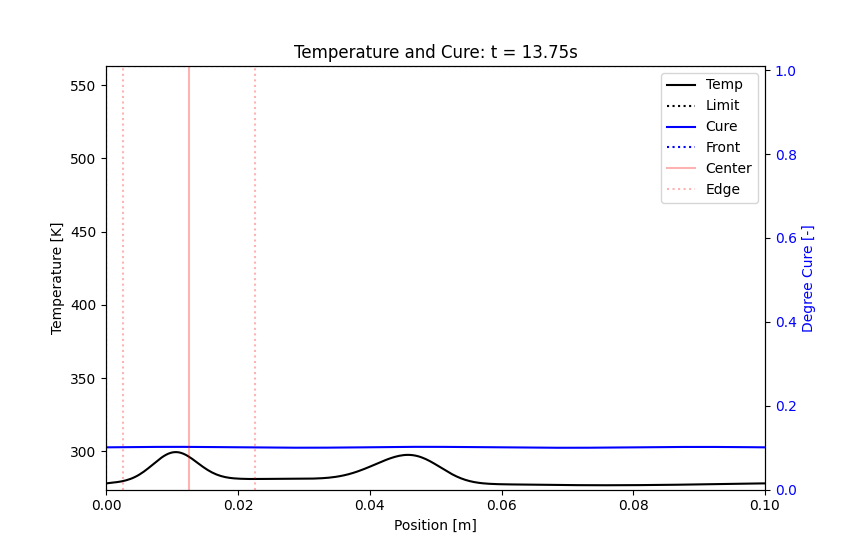 Temperature and Cure: t = 13.75s
550
500
450
400
350
300
Temperature [K]
1.0
0.8
0.6
0.4
0.2
0.0
Degree Cure [-]
Temp
Limit
Cure
Front
Center
Edge
0.00
0.02
0.04
0.06
0.08
0.10
Position [m]